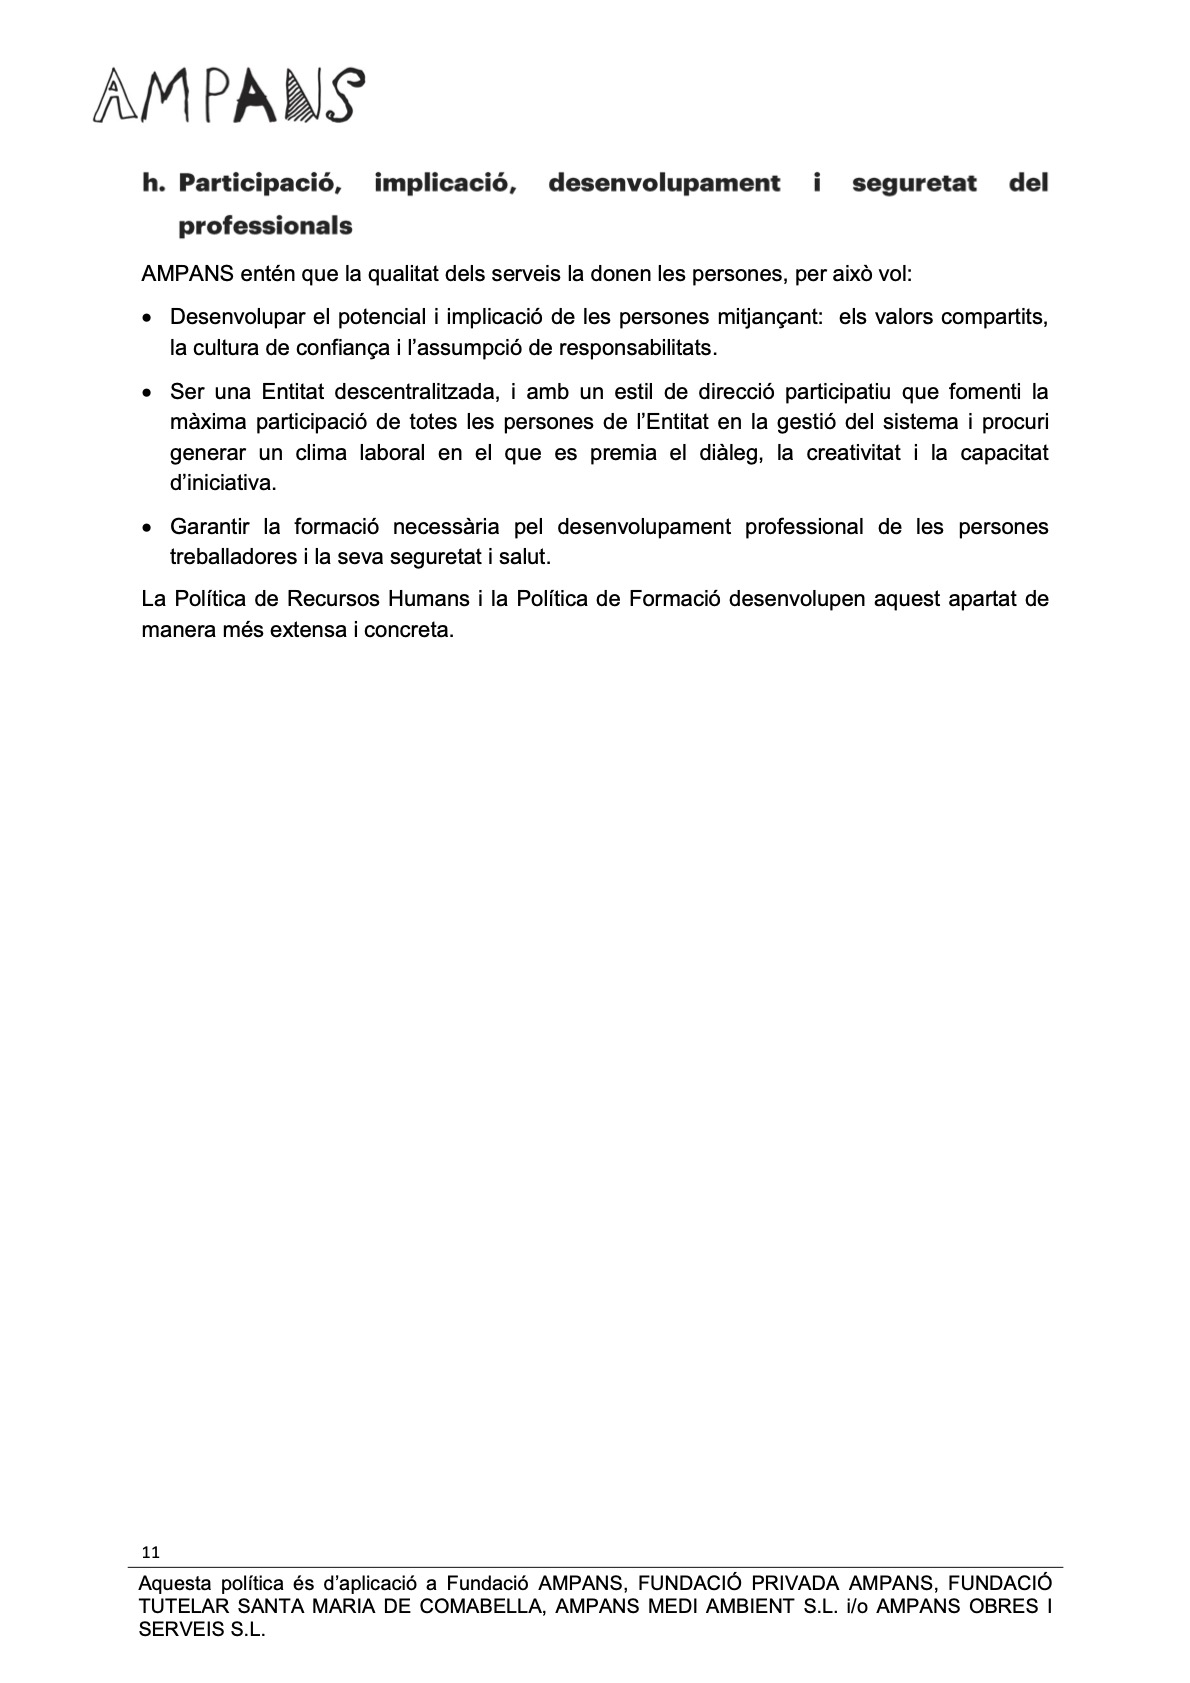 AMPANS
h. Participació, implicació, desenvolupament i seguretat del
professionals
AMPANS entén que la qualitat dels serveis la donen les persones, per això vol:
• Desenvolupar el potencial i implicació de les persones mitjançant:  els valors compartits,
la cultura de confiança i l’assumpció de responsabilitats.
• Ser una Entitat descentralitzada, i amb un estil de direcció participatiu que fomenti la
màxima participació de totes les persones de l’Entitat en la gestió del sistema i procuri
generar un clima laboral en el que es premia el diàleg, la creativitat i la capacitat
d’iniciativa.
• Garantir la formació necessària pel desenvolupament professional de les persones
treballadores i la seva seguretat i salut.
La Política de Recursos Humans i la Política de Formació desenvolupen aquest apartat de
manera més extensa i concreta.
11
Aquesta política és d’aplicació a Fundació AMPANS, FUNDACIÓ PRIVADA AMPANS, FUNDACIÓ
TUTELAR SANTA MARIA DE COMABELLA, AMPANS MEDI AMBIENT S.L. i/o AMPANS OBRES I
SERVEIS S.L.